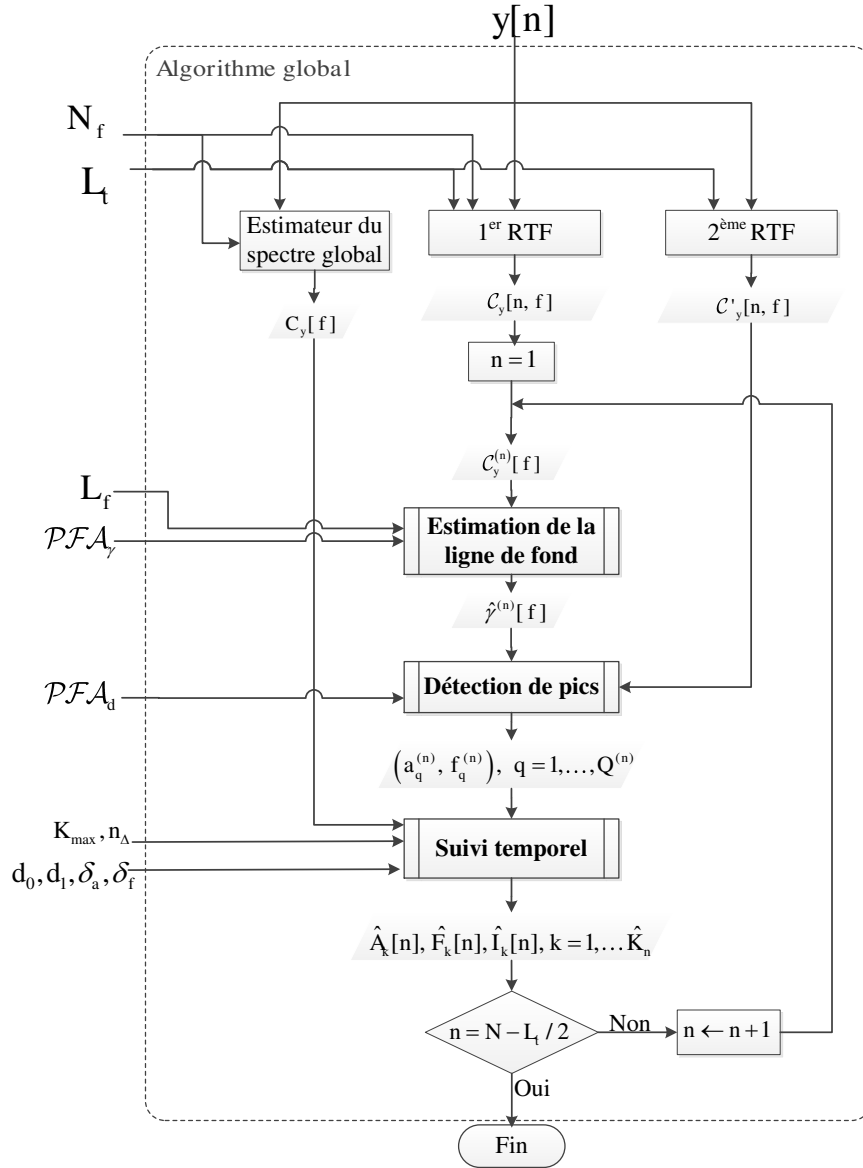 y[n]
Algorithme global
N_f
L_t
Estimateur du
spectre global
1^er RTF
2^ème RTF
C_y[f]
𝒞_y[n, f]
𝒞'_y[n, f]
n = 1
𝒞_y^(n)[f]
L_f
𝒫ℱ𝒜_γ
Estimation de la
ligne de fond
γ̂^(n)[f]
𝒫ℱ𝒜_d
Détection de pics
(a_q^(n), f_q^(n)), q = 1,…,Q^(n)
K_max, n_Δ
d_0, d_1, δ_a, δ_f
Suivi temporel
Â_k[n], F̂_k[n], Î_k[n], k = 1,… K̂_n
n = N − L_t / 2
Non
n ← n + 1
Oui
Fin